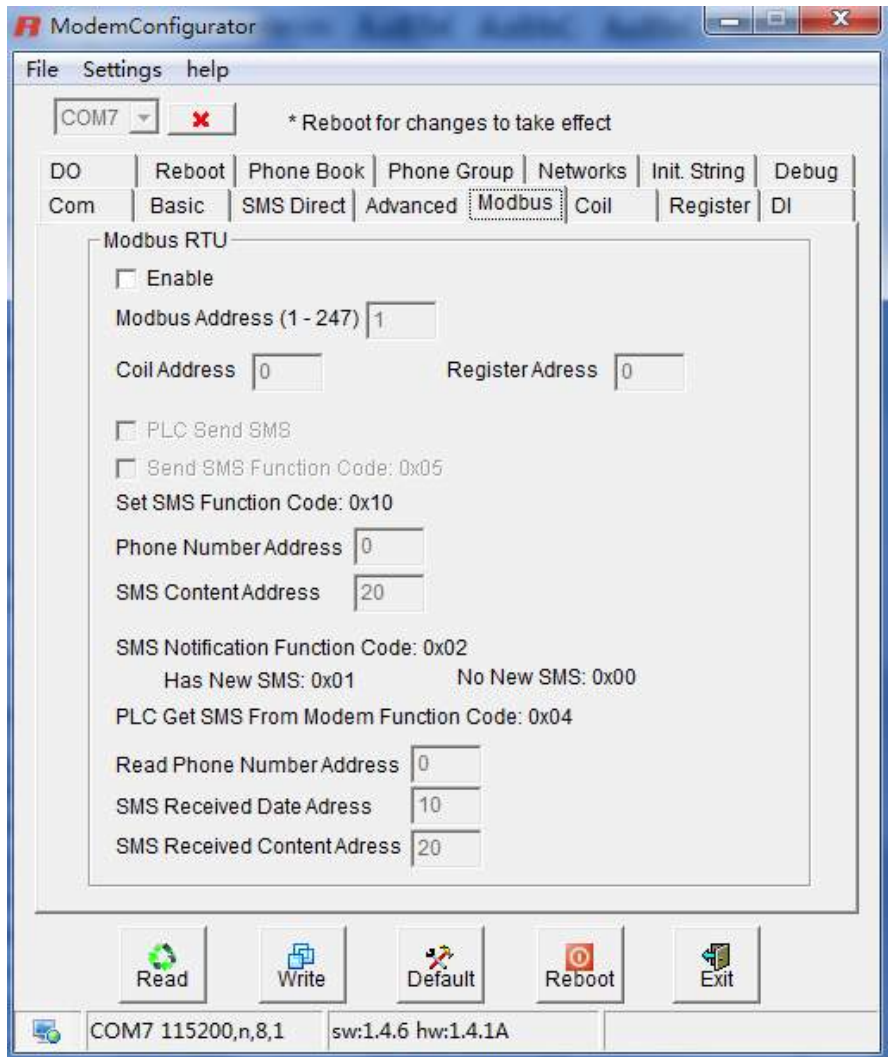 ModemConfigurator
File Settings help
COM7 * Reboot for changes to take effect
DO Reboot Phone Book Phone Group Networks Init. String Debug
Com Basic SMS Direct Advanced Modbus Coil Register DI
Modbus RTU
Enable
Modbus Address (1 - 247) 1
Coil Address 0 Register Adress 0
PLC Send SMS
Send SMS Function Code: 0x05
Set SMS Function Code: 0x10
Phone Number Address 0
SMS Content Address 20
SMS Notification Function Code: 0x02
Has New SMS: 0x01 No New SMS: 0x00
PLC Get SMS From Modem Function Code: 0x04
Read Phone Number Address 0
SMS Received Date Adress 10
SMS Received Content Adress 20
Read Write Default Reboot Exit
COM7 115200,n,8,1 sw:1.4.6 hw:1.4.1A